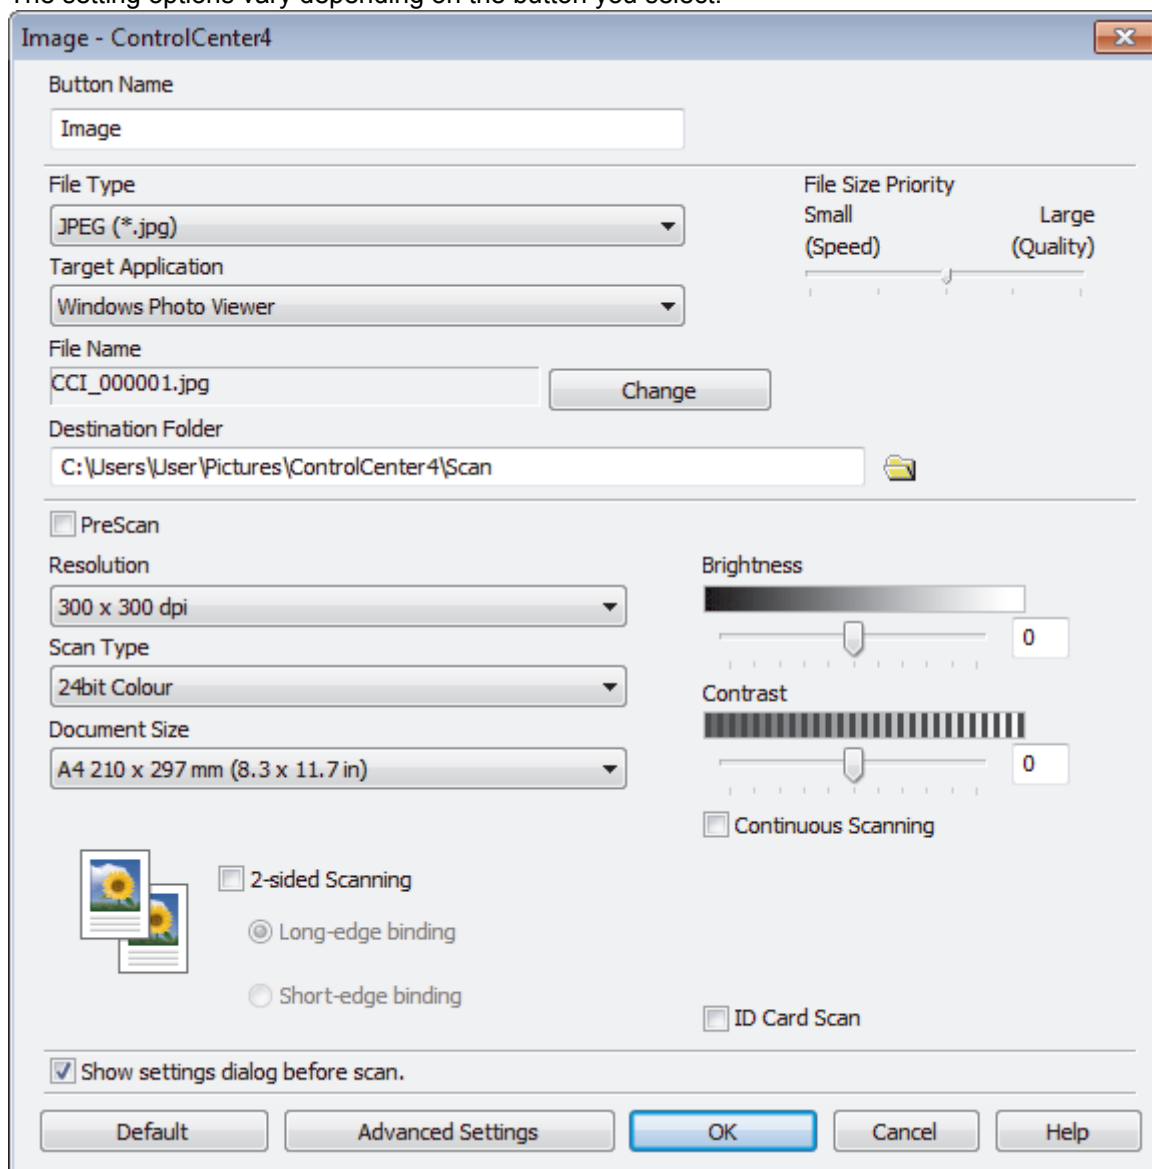 The setting options vary depending on the button you select.
Image - ControlCenter4
Button Name
Image
File Type
JPEG (*.jpg)
File Size Priority
Small Large
(Speed) (Quality)
Target Application
Windows Photo Viewer
File Name
CCI_000001.jpg
Change
Destination Folder
C:\Users\User\Pictures\ControlCenter4\Scan
PreScan
Resolution
300 x 300 dpi
Scan Type
24bit Colour
Document Size
A4 210 x 297 mm (8.3 x 11.7 in)
Brightness
0
Contrast
0
Continuous Scanning
2-sided Scanning
Long-edge binding
Short-edge binding
ID Card Scan
Show settings dialog before scan.
Default Advanced Settings OK Cancel Help